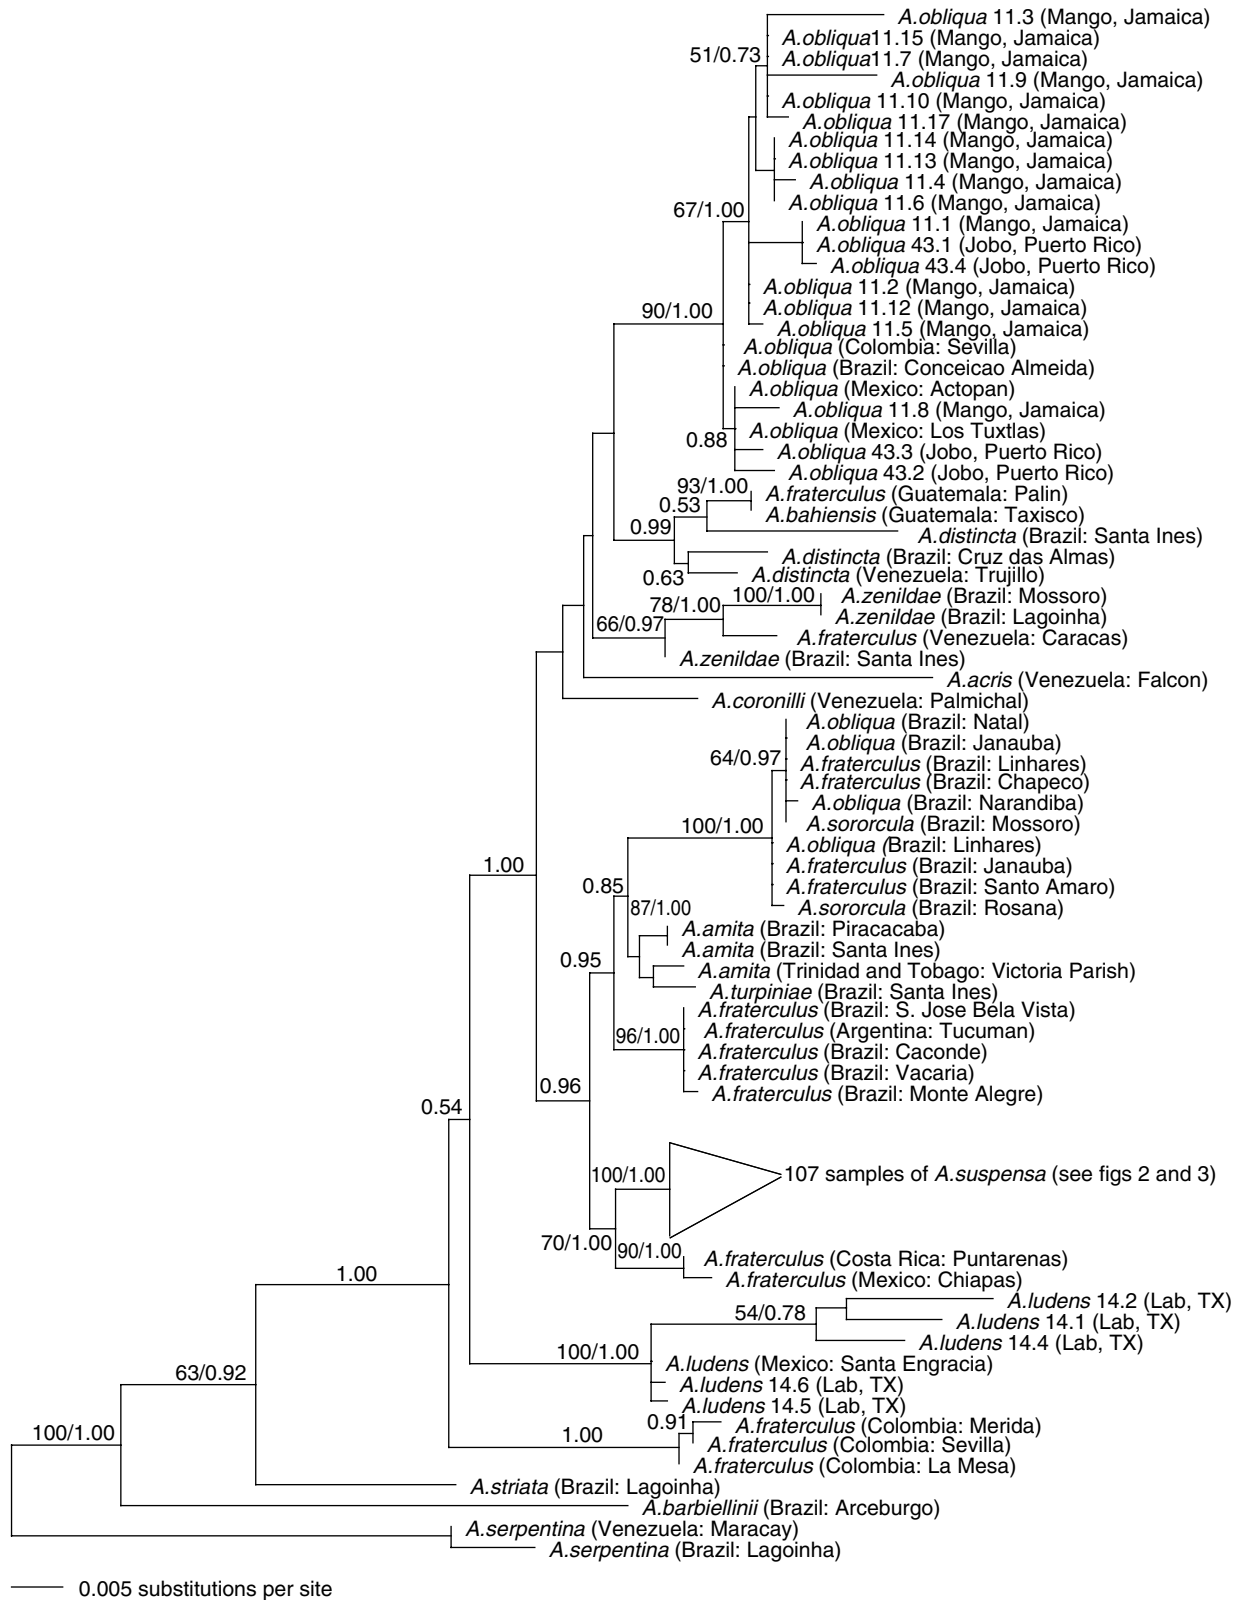 A.obliqua 11.3 (Mango, Jamaica)
A.obliqua11.15 (Mango, Jamaica)
51/0.73
A.obliqua11.7 (Mango, Jamaica)
A.obliqua 11.9 (Mango, Jamaica)
A.obliqua 11.10 (Mango, Jamaica)
A.obliqua 11.17 (Mango, Jamaica)
A.obliqua 11.14 (Mango, Jamaica)
A.obliqua 11.13 (Mango, Jamaica)
A.obliqua 11.4 (Mango, Jamaica)
A.obliqua 11.6 (Mango, Jamaica)
67/1.00
A.obliqua 11.1 (Mango, Jamaica)
A.obliqua 43.1 (Jobo, Puerto Rico)
A.obliqua 43.4 (Jobo, Puerto Rico)
A.obliqua 11.2 (Mango, Jamaica)
A.obliqua 11.12 (Mango, Jamaica)
90/1.00
A.obliqua 11.5 (Mango, Jamaica)
A.obliqua (Colombia: Sevilla)
A.obliqua (Brazil: Conceicao Almeida)
A.obliqua (Mexico: Actopan)
A.obliqua 11.8 (Mango, Jamaica)
A.obliqua (Mexico: Los Tuxtlas)
0.88
A.obliqua 43.3 (Jobo, Puerto Rico)
A.obliqua 43.2 (Jobo, Puerto Rico)
93/1.00
A.fraterculus (Guatemala: Palin)
0.53
A.bahiensis (Guatemala: Taxisco)
0.99
A.distincta (Brazil: Santa Ines)
A.distincta (Brazil: Cruz das Almas)
0.63
A.distincta (Venezuela: Trujillo)
100/1.00
A.zenildae (Brazil: Mossoro)
78/1.00
A.zenildae (Brazil: Lagoinha)
66/0.97
A.fraterculus (Venezuela: Caracas)
A.zenildae (Brazil: Santa Ines)
A.acris (Venezuela: Falcon)
A.coronilli (Venezuela: Palmichal)
A.obliqua (Brazil: Natal)
A.obliqua (Brazil: Janauba)
64/0.97
A.fraterculus (Brazil: Linhares)
A.fraterculus (Brazil: Chapeco)
A.obliqua (Brazil: Narandiba)
A.sororcula (Brazil: Mossoro)
100/1.00
A.obliqua (Brazil: Linhares)
A.fraterculus (Brazil: Janauba)
1.00
A.fraterculus (Brazil: Santo Amaro)
0.85
A.sororcula (Brazil: Rosana)
87/1.00
A.amita (Brazil: Piracacaba)
A.amita (Brazil: Santa Ines)
0.95
A.amita (Trinidad and Tobago: Victoria Parish)
A.turpiniae (Brazil: Santa Ines)
A.fraterculus (Brazil: S. Jose Bela Vista)
A.fraterculus (Argentina: Tucuman)
96/1.00
A.fraterculus (Brazil: Caconde)
A.fraterculus (Brazil: Vacaria)
0.96
A.fraterculus (Brazil: Monte Alegre)
0.54
100/1.00
107 samples of A.suspensa (see figs 2 and 3)
70/1.00
90/1.00
A.fraterculus (Costa Rica: Puntarenas)
1.00
A.fraterculus (Mexico: Chiapas)
A.ludens 14.2 (Lab, TX)
54/0.78
A.ludens 14.1 (Lab, TX)
A.ludens 14.4 (Lab, TX)
100/1.00
A.ludens (Mexico: Santa Engracia)
63/0.92
A.ludens 14.6 (Lab, TX)
A.ludens 14.5 (Lab, TX)
0.91
A.fraterculus (Colombia: Merida)
100/1.00
1.00
A.fraterculus (Colombia: Sevilla)
A.fraterculus (Colombia: La Mesa)
A.striata (Brazil: Lagoinha)
A.barbiellinii (Brazil: Arceburgo)
A.serpentina (Venezuela: Maracay)
A.serpentina (Brazil: Lagoinha)
0.005 substitutions per site